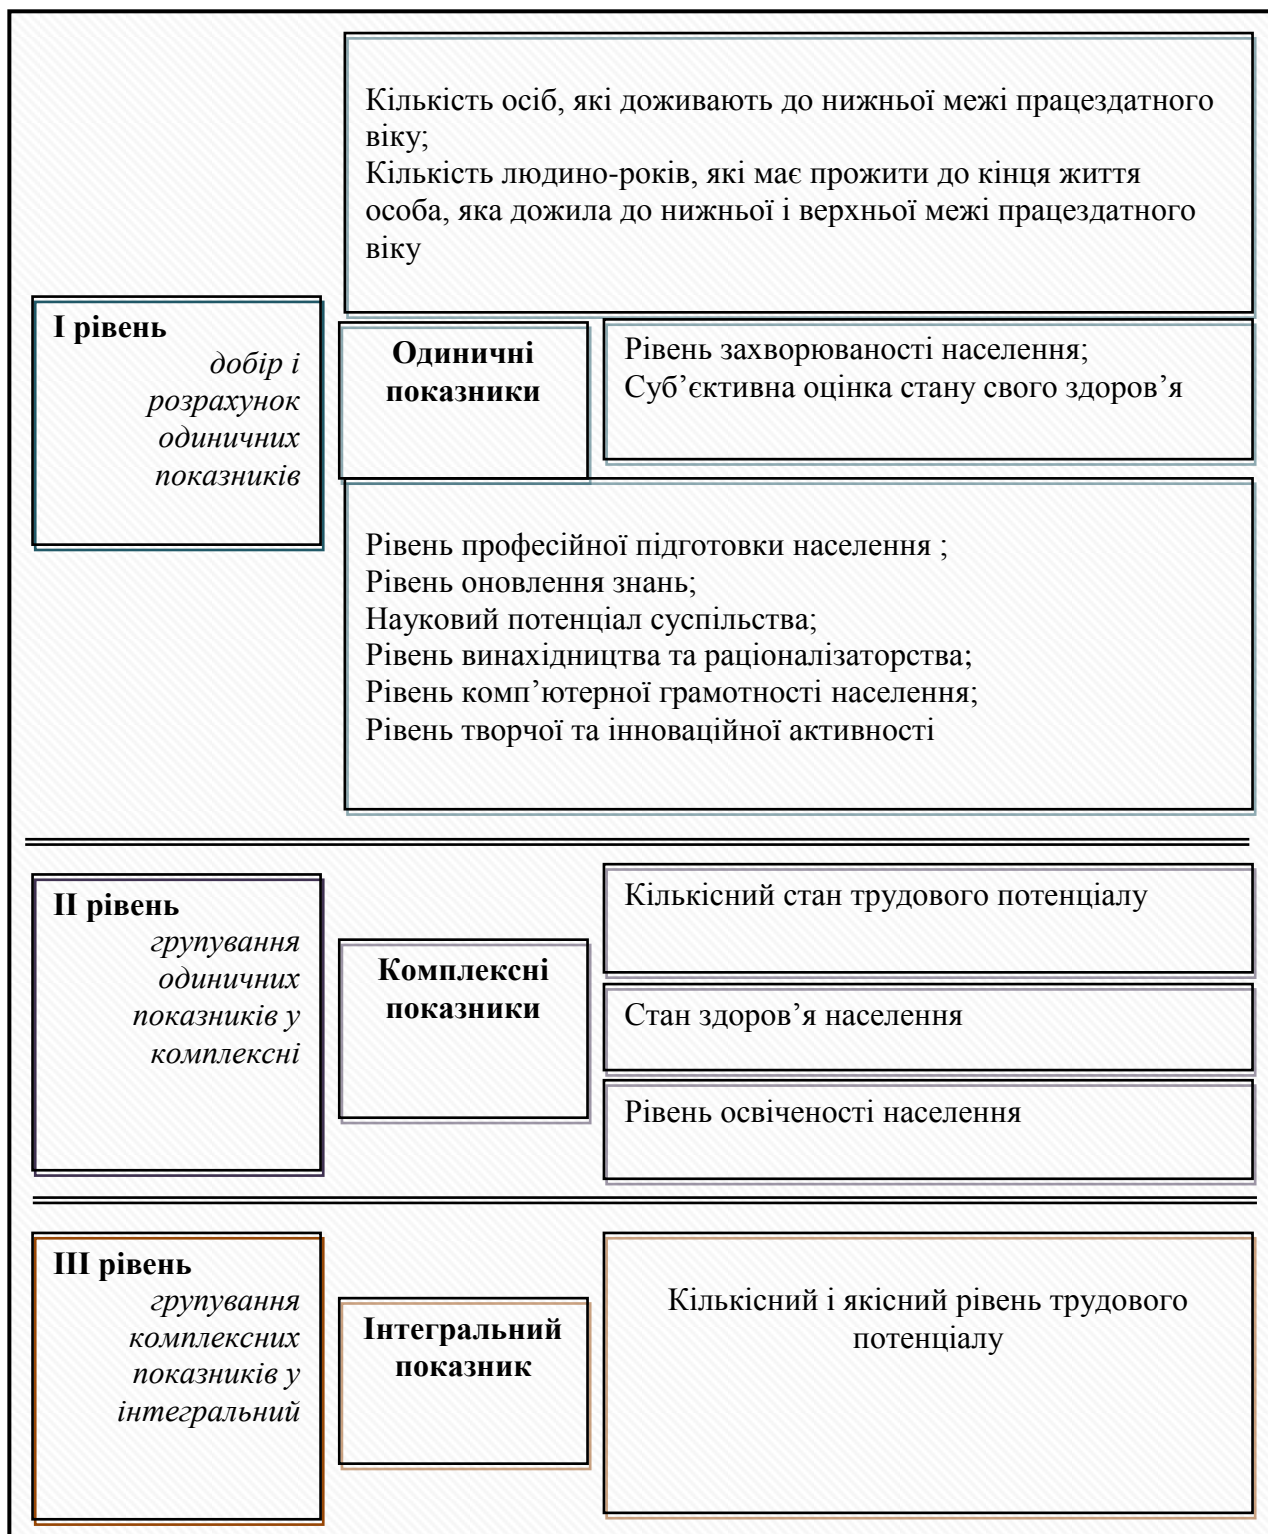 Кількість осіб, які доживають до нижньої межі працездатного
віку;
Кількість людино-років, які має прожити до кінця життя
особа, яка дожила до нижньої і верхньої межі працездатного
віку
І рівень
добір і
розрахунок
одиничних
показників
Одиничні
показники
Рівень захворюваності населення;
Суб’єктивна оцінка стану свого здоров’я
Рівень професійної підготовки населення ;
Рівень оновлення знань;
Науковий потенціал суспільства;
Рівень винахідництва та раціоналізаторства;
Рівень комп’ютерної грамотності населення;
Рівень творчої та інноваційної активності
ІІ рівень
групування
одиничних
показників у
комплексні
Комплексні
показники
Кількісний стан трудового потенціалу
Стан здоров’я населення
Рівень освіченості населення
ІІІ рівень
групування
комплексних
показників у
інтегральний
Інтегральний
показник
Кількісний і якісний рівень трудового
потенціалу